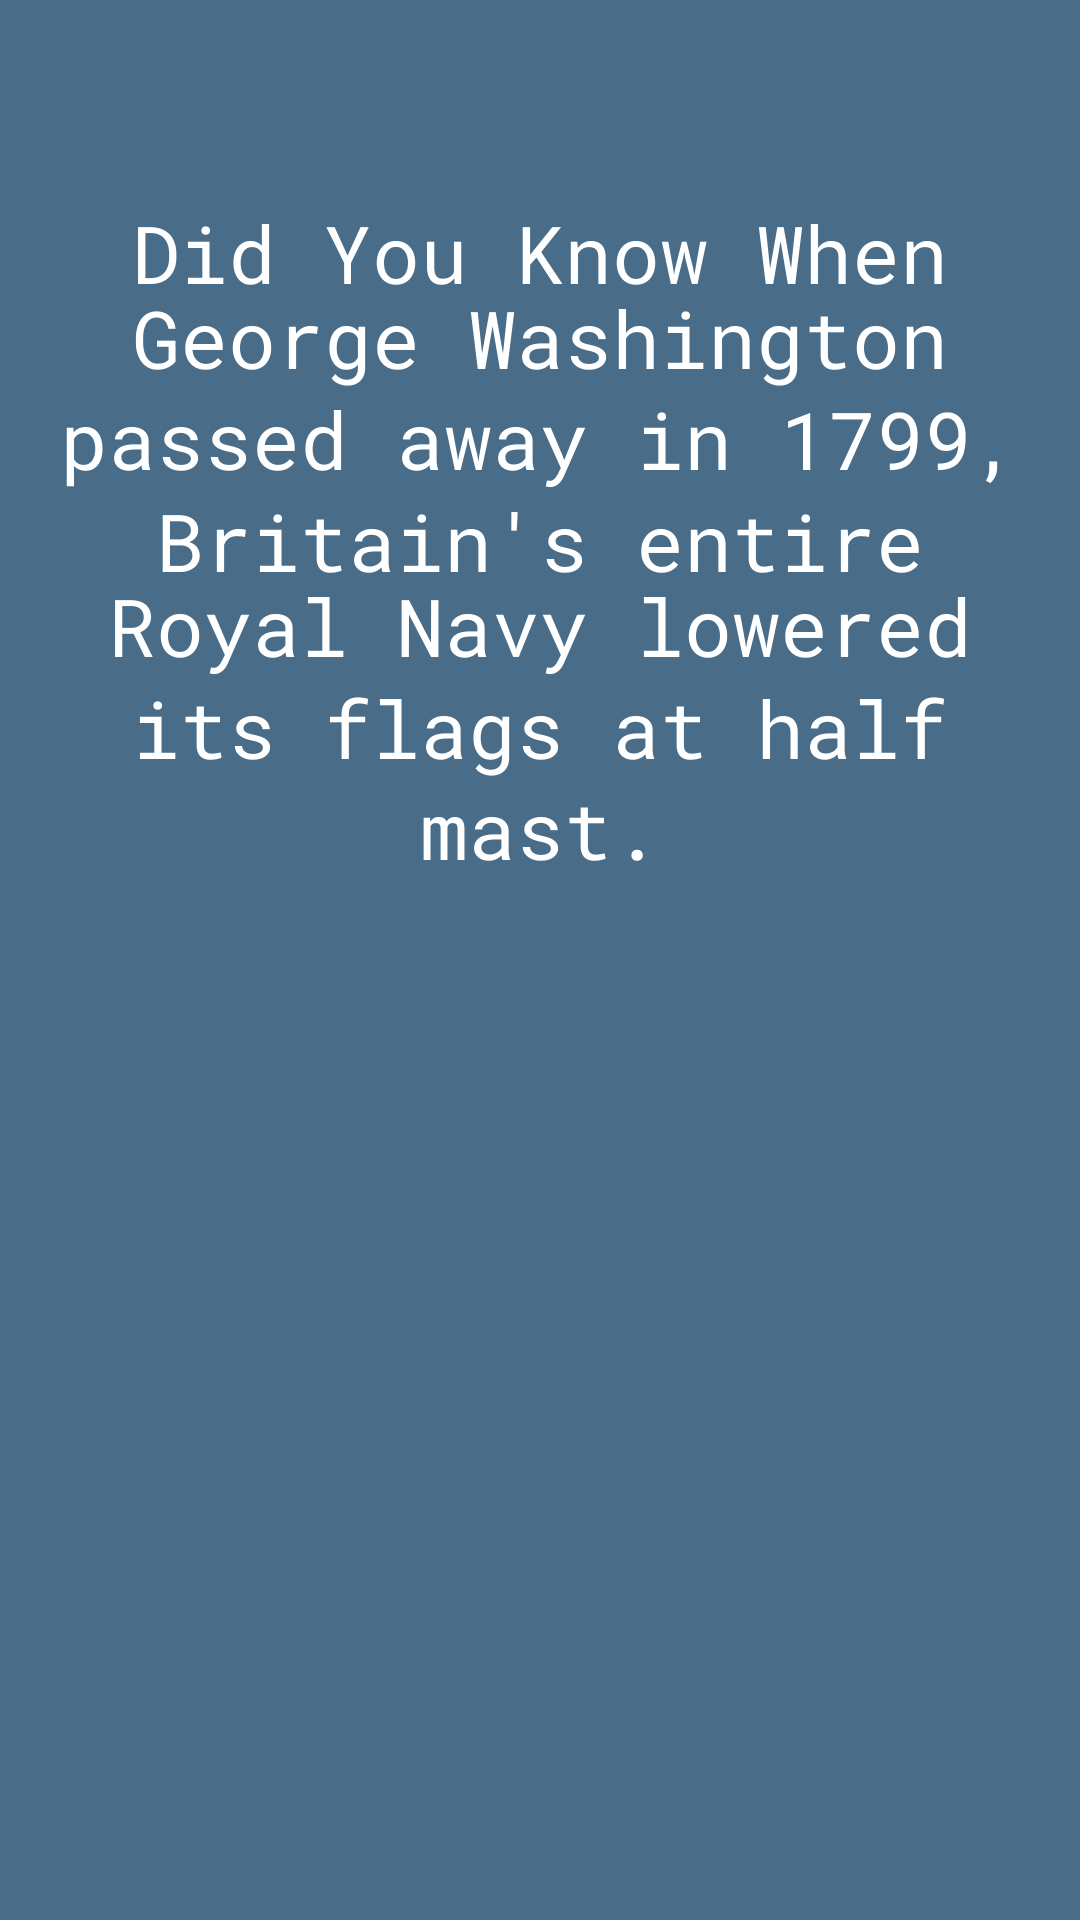 Did You Know When
George Washington
passed away in 1799,
Britain's entire
Royal Navy lowered
its flags at half
mast.